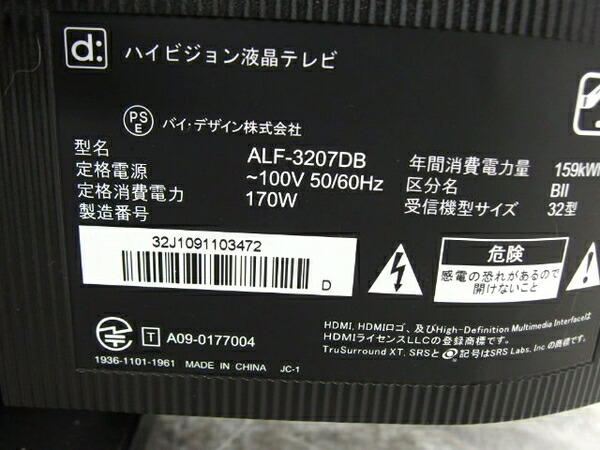 d: ハイビジョン液晶テレビ
PS E バイ・デザイン株式会社
型名 ALF-3207DB
定格電源 ~100V 50/60Hz
定格消費電力 170W
製造番号
年間消費電力量 159kWh
区分名 BII
受信機型サイズ 32型
32J1091103472
D
危険
感電の恐れがあるので
開けないこと
T A09-0177004
1936-1101-1961 MADE IN CHINA JC-1
HDMI, HDMIロゴ、及びHigh-Definition Multimedia Interfaceは
HDMIライセンスLLCの登録商標です。
TruSurround XT, SRSと 記号はSRS Labs, Inc の商標です。